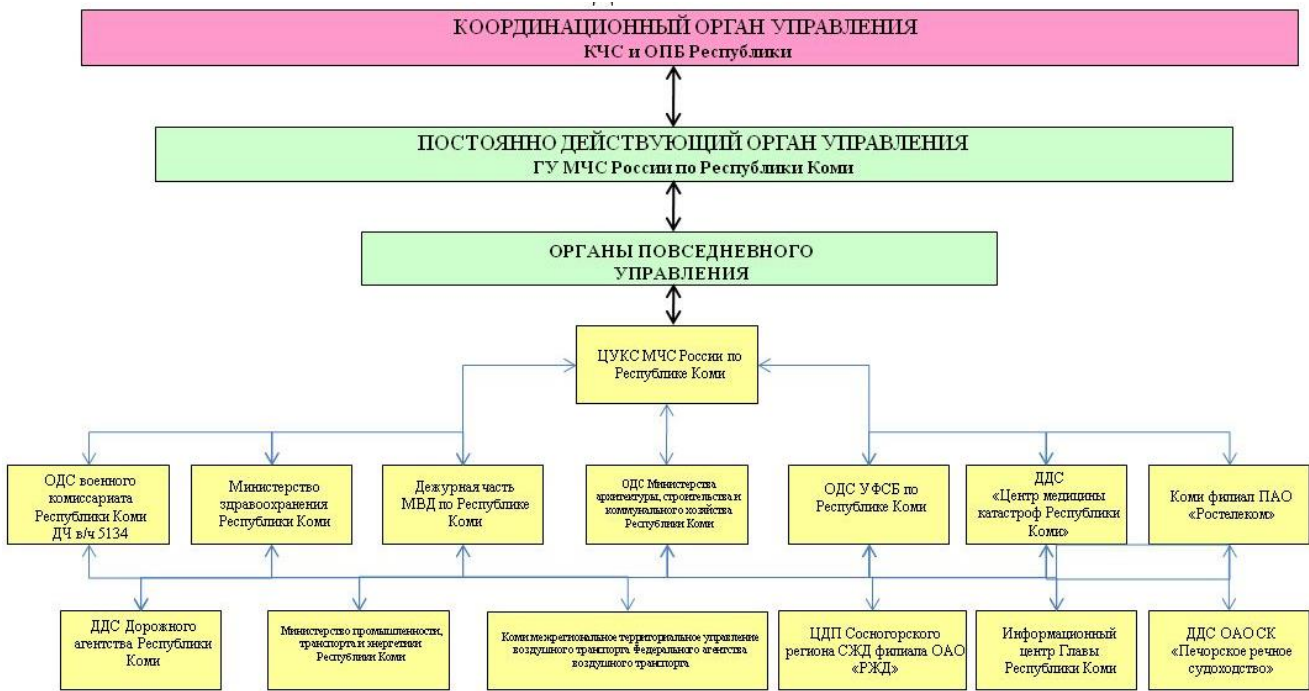 КООРДИНАЦИОННЫЙ ОРГАН УПРАВЛЕНИЯ
КЧС и ОПБ Республики
ПОСТОЯННО ДЕЙСТВУЮЩИЙ ОРГАН УПРАВЛЕНИЯ
ГУ МЧС России по Республики Коми
ОРГАНЫ ПОВСЕДНЕВНОГО
УПРАВЛЕНИЯ
ЦУКС МЧС России по
Республике Коми
ОДС военного
комиссариата
Республики Коми
ДЧ в/ч 5134
Министерство
здравоохранения
Республики Коми
Дежурная часть
МВД по Республике
Коми
ОДС Министерства
архитектуры, строительства и
коммунального хозяйства
Республики Коми
ОДС УФСБ по
Республике Коми
ДДС
«Центр медицины
катастроф Республики
Коми»
Коми филиал ПАО
«Ростелеком»
ДДС Дорожного
агентства Республики
Коми
Министерство промышленности,
транспорта и энергетики
Республики Коми
Коми межрегиональное территориальное управление
воздушного транспорта Федерального агентства
воздушного транспорта
ЦДП Сосногорского
региона СЖД филиала ОАО
«РЖД»
Информационный
центр Главы
Республики Коми
ДДС ОАО СК
«Печорское речное
судоходство»